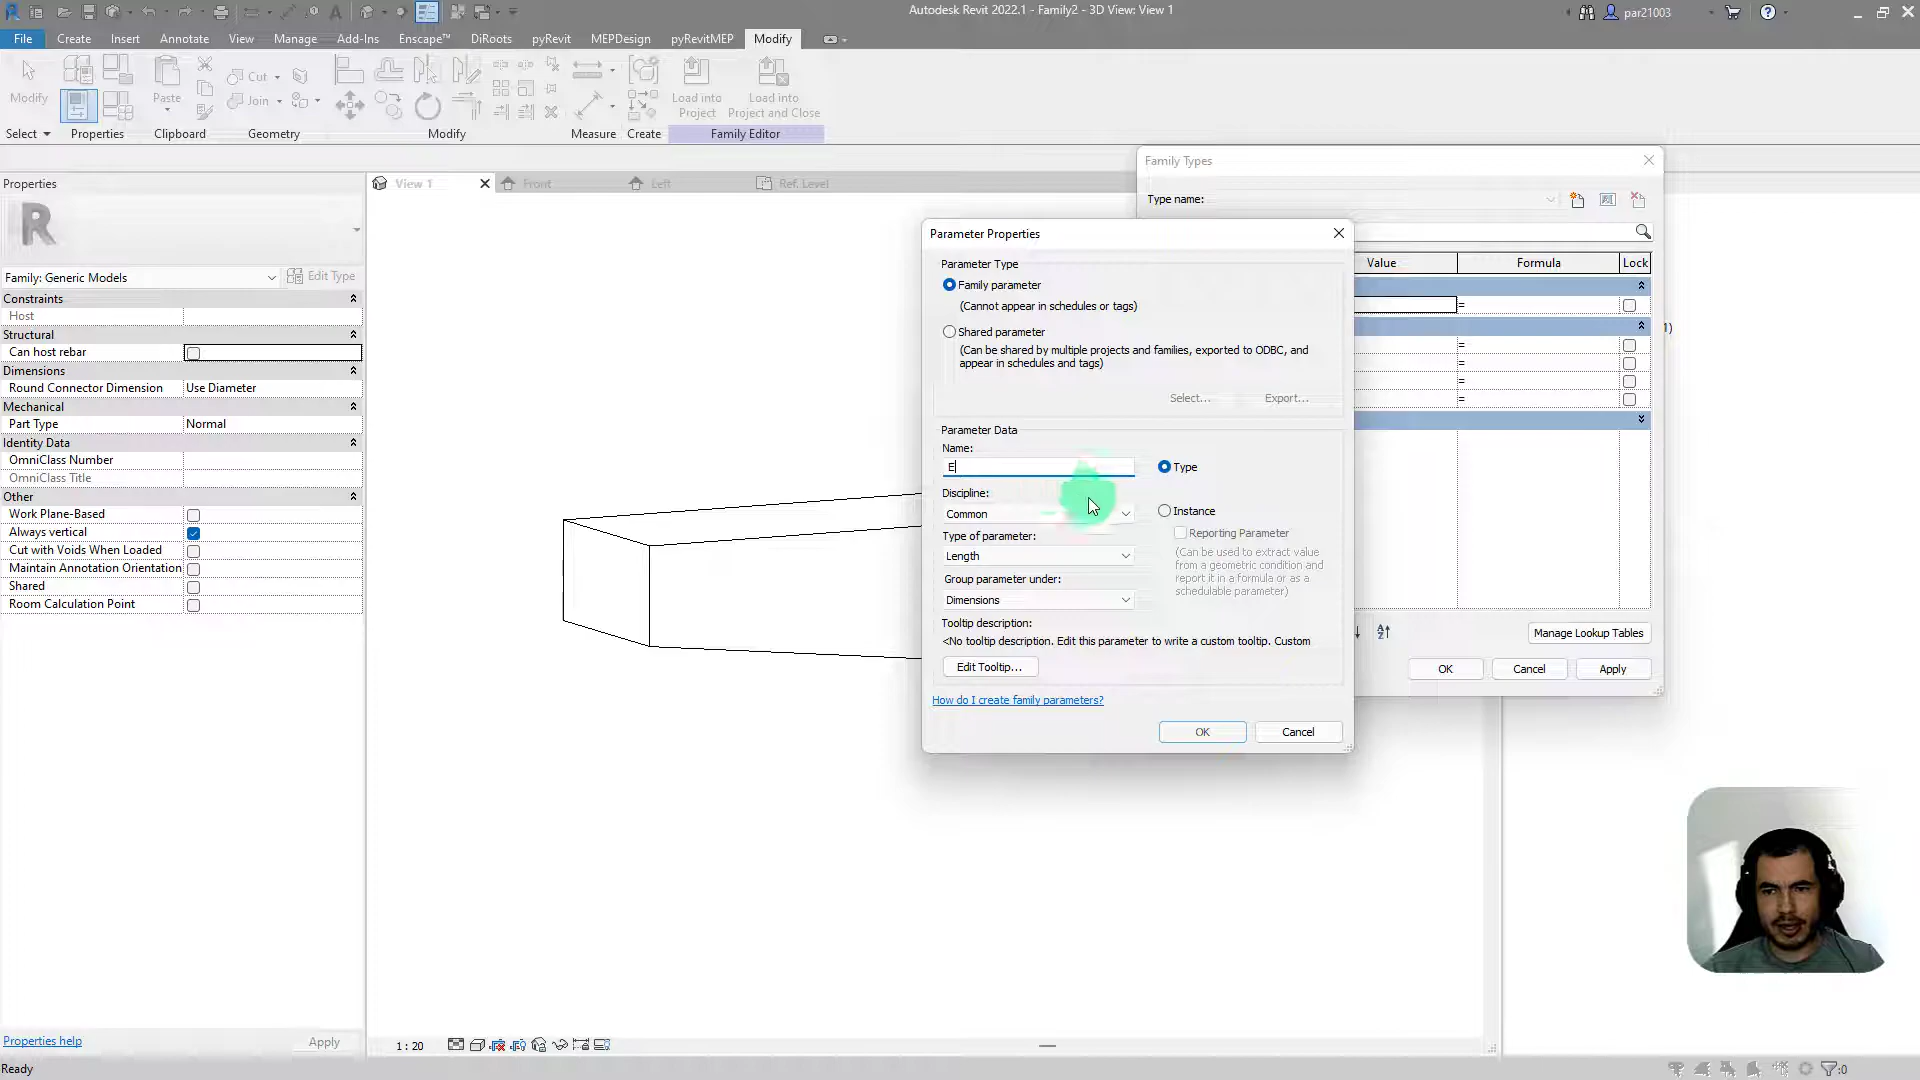 Autodesk Revit 2022.1 - Family2 - 3D View: View 1
par21003
File Create Insert Annotate View Manage Add-Ins Enscape™ DiRoots pyRevit MEPDesign pyRevitMEP Modify
Modify
Paste
Cut
Join
Load into
Project
Load into
Project and Close
Select Properties Clipboard Geometry Modify Measure Create Family Editor
Properties
View 1
Front
Left
Ref. Level
R
Family: Generic Models
Edit Type
Constraints
Host
Structural
Can host rebar
Dimensions
Round Connector Dimension Use Diameter
Mechanical
Part Type Normal
Identity Data
OmniClass Number
OmniClass Title
Other
Work Plane-Based
Always vertical
Cut with Voids When Loaded
Maintain Annotation Orientation
Shared
Room Calculation Point
Properties help
Apply
Family Types
Type name:
Value Formula Lock
=
=
=
=
=
1)
Manage Lookup Tables
OK Cancel Apply
Parameter Properties
Parameter Type
Family parameter
(Cannot appear in schedules or tags)
Shared parameter
(Can be shared by multiple projects and families, exported to ODBC, and
appear in schedules and tags)
Select... Export...
Parameter Data
Name:
E
Type
Discipline:
Common
Instance
Type of parameter:
Reporting Parameter
Length
(Can be used to extract value
from a geometric condition and
report it in a formula or as a
schedulable parameter)
Group parameter under:
Dimensions
Tooltip description:
<No tooltip description. Edit this parameter to write a custom tooltip. Custom
Edit Tooltip...
How do I create family parameters?
OK Cancel
1 : 20
Ready
:0